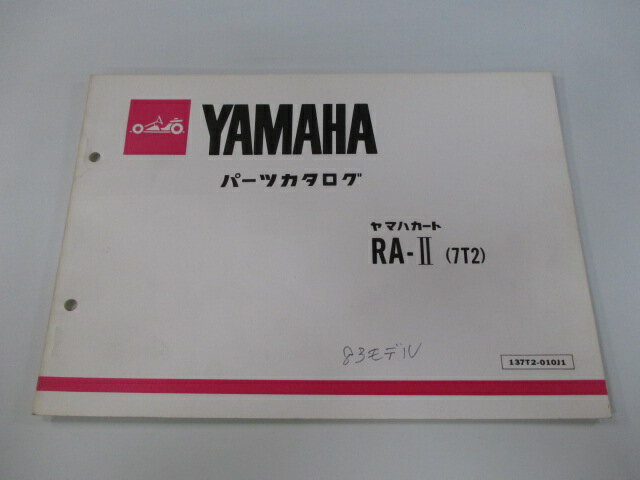 YAMAHA
パーツカタログ
ヤマハカート
RA-II (7T2)
83モデル
137T2-010J1